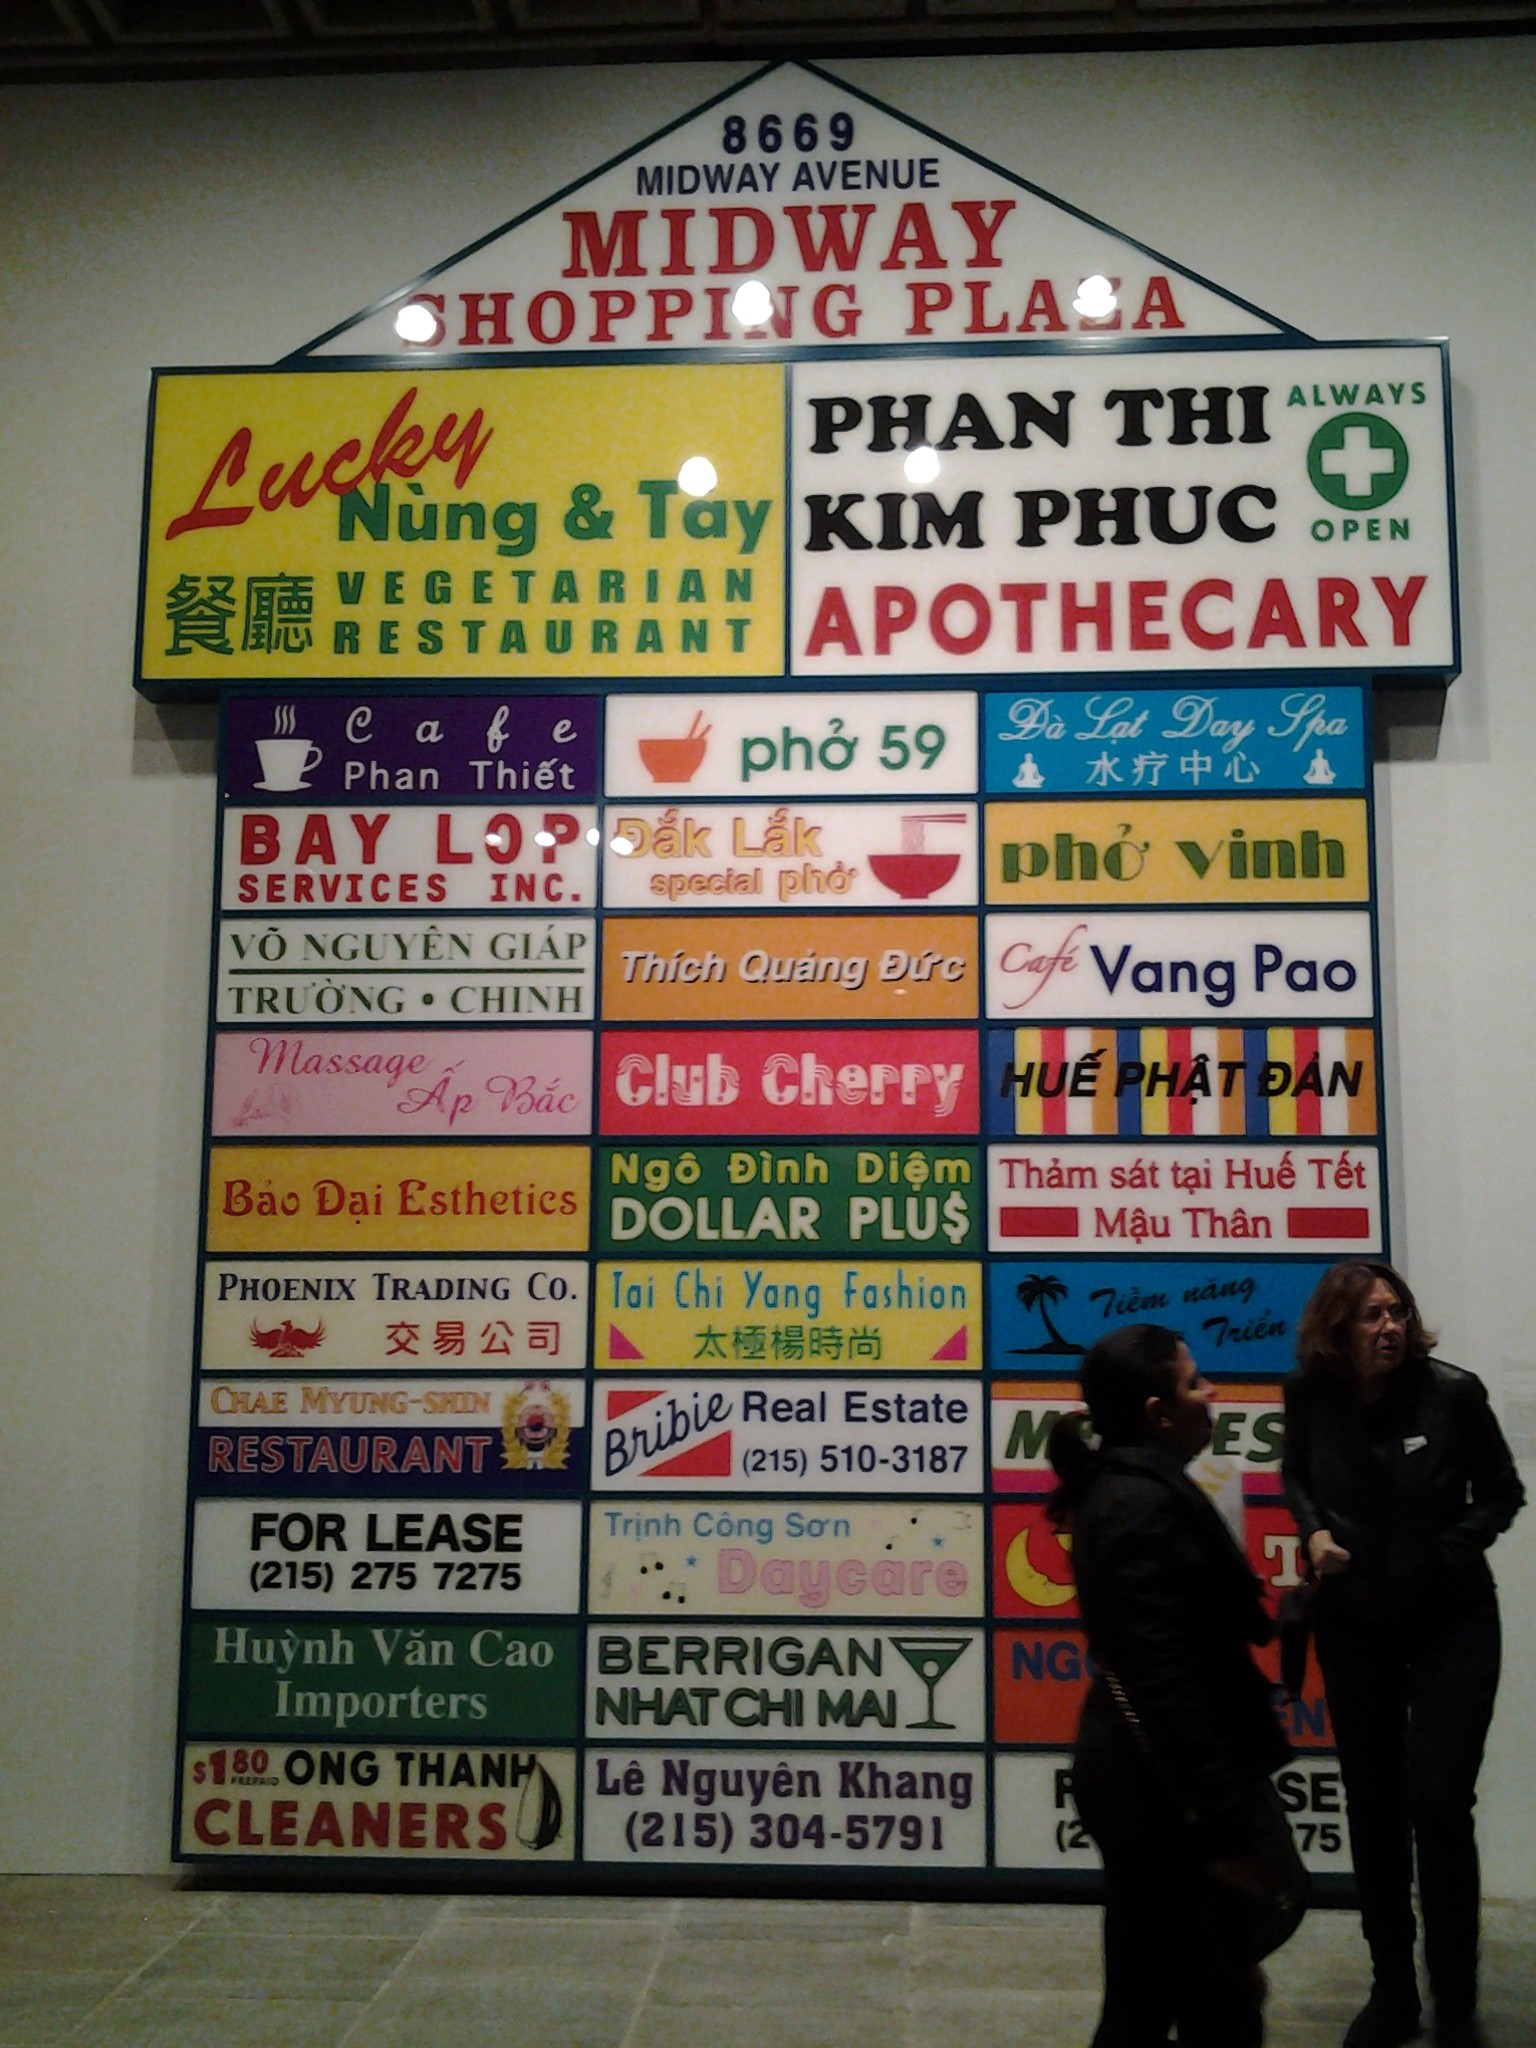 8669
MIDWAY AVENUE
MIDWAY
SHOPPING PLAZA
Lucky
Nùng & Tày
餐廳
VEGETARIAN
RESTAURANT
PHAN THI
KIM PHUC
APOTHECARY
ALWAYS
OPEN
Cafe
Phan Thiết
phở 59
Đà Lạt Day Spa
水疗中心
BAY LOP
SERVICES INC.
Đắk Lắk
special phở
phở vinh
VÕ NGUYÊN GIÁP
TRƯỜNG • CHINH
Thích Quảng Đức
Café Vang Pao
Massage
Ấp Bắc
Club Cherry
HUẾ PHẬT ĐẢN
Bảo Đại Esthetics
Ngô Đình Diệm
DOLLAR PLU$
Thảm sát tại Huế Tết
Mậu Thân
PHOENIX TRADING CO.
交易公司
Tai Chi Yang Fashion
太極楊時尚
Tiềm năng
Triển
CHAE MYUNG-SHIN
RESTAURANT
Bribie Real Estate
(215) 510-3187
FOR LEASE
(215) 275 7275
Trịnh Công Sơn
Daycare
Huỳnh Văn Cao
Importers
BERRIGAN
NHAT CHI MAI
$1.80 PREPAID ONG THANH
CLEANERS
Lê Nguyên Khang
(215) 304-5791